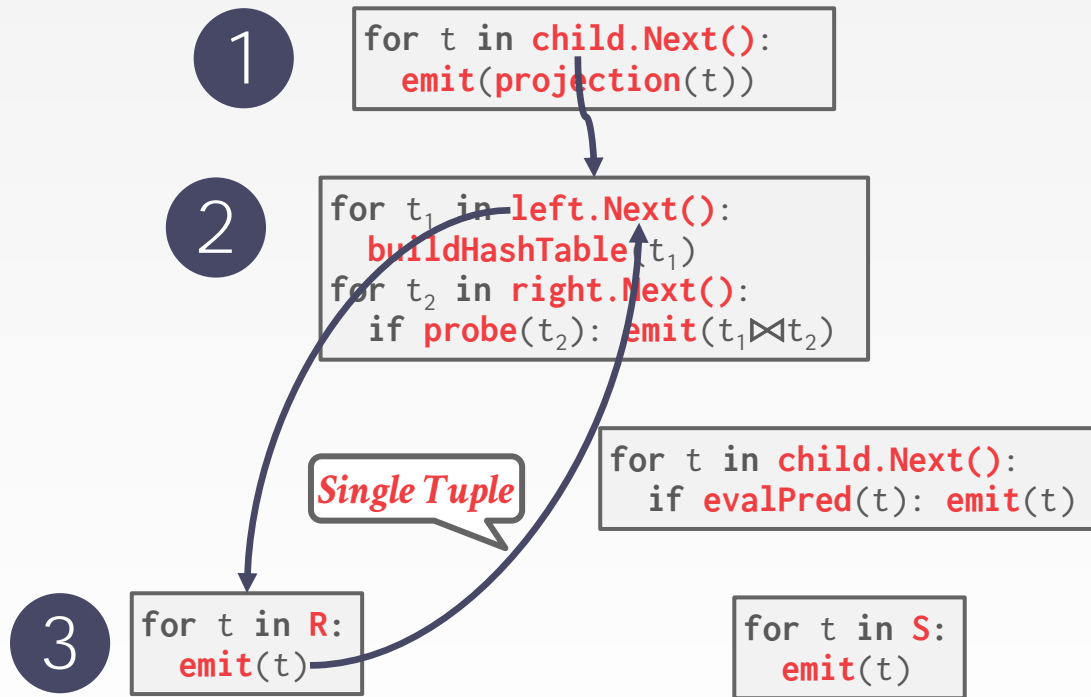 1
for t in child.Next():
  emit(projection(t))
2
for t₁ in left.Next():
  buildHashTable(t₁)
for t₂ in right.Next():
  if probe(t₂): emit(t₁⨝t₂)
for t in child.Next():
  if evalPred(t): emit(t)
Single Tuple
3
for t in R:
  emit(t)
for t in S:
  emit(t)